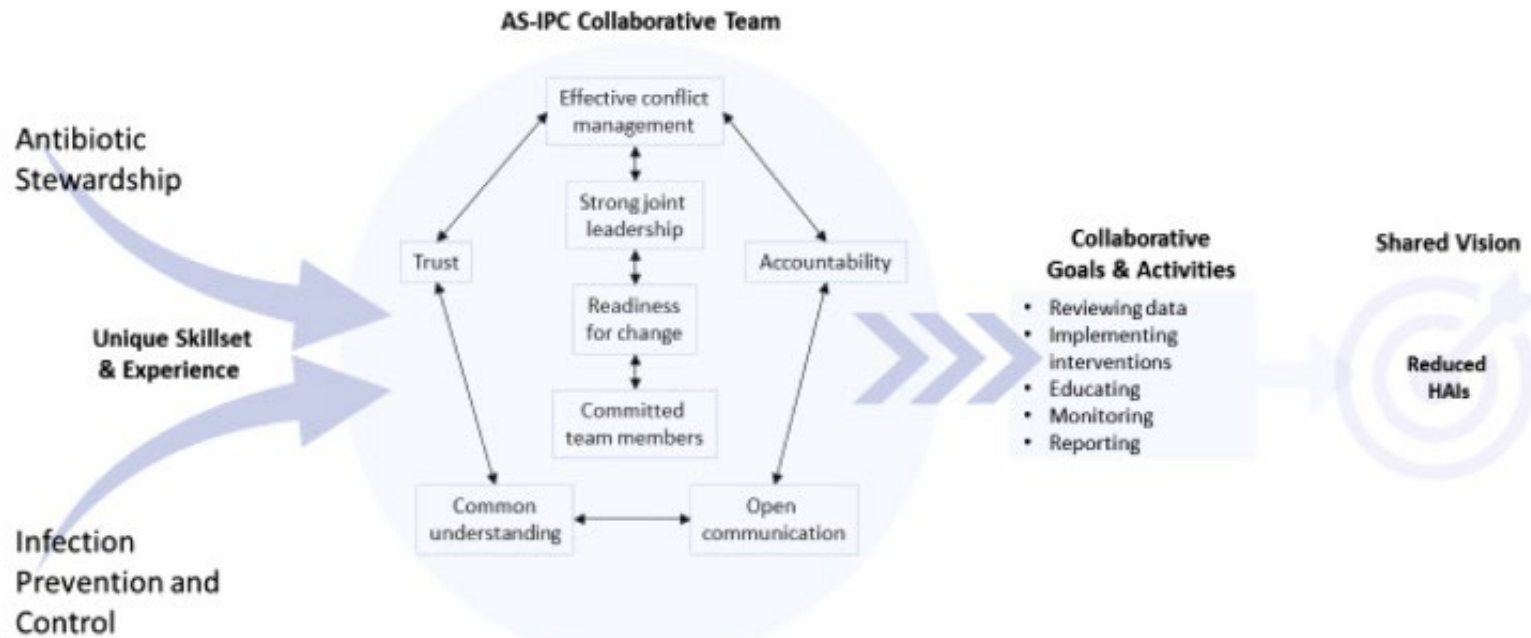 AS-IPC Collaborative Team
Antibiotic
Stewardship
Unique Skillset
& Experience
Infection
Prevention and
Control
Effective conflict
management
Strong joint
leadership
Trust
Accountability
Readiness
for change
Committed
team members
Common
understanding
Open
communication
Collaborative
Goals & Activities
• Reviewing data
• Implementing
interventions
• Educating
• Monitoring
• Reporting
Shared Vision
Reduced
HAIs